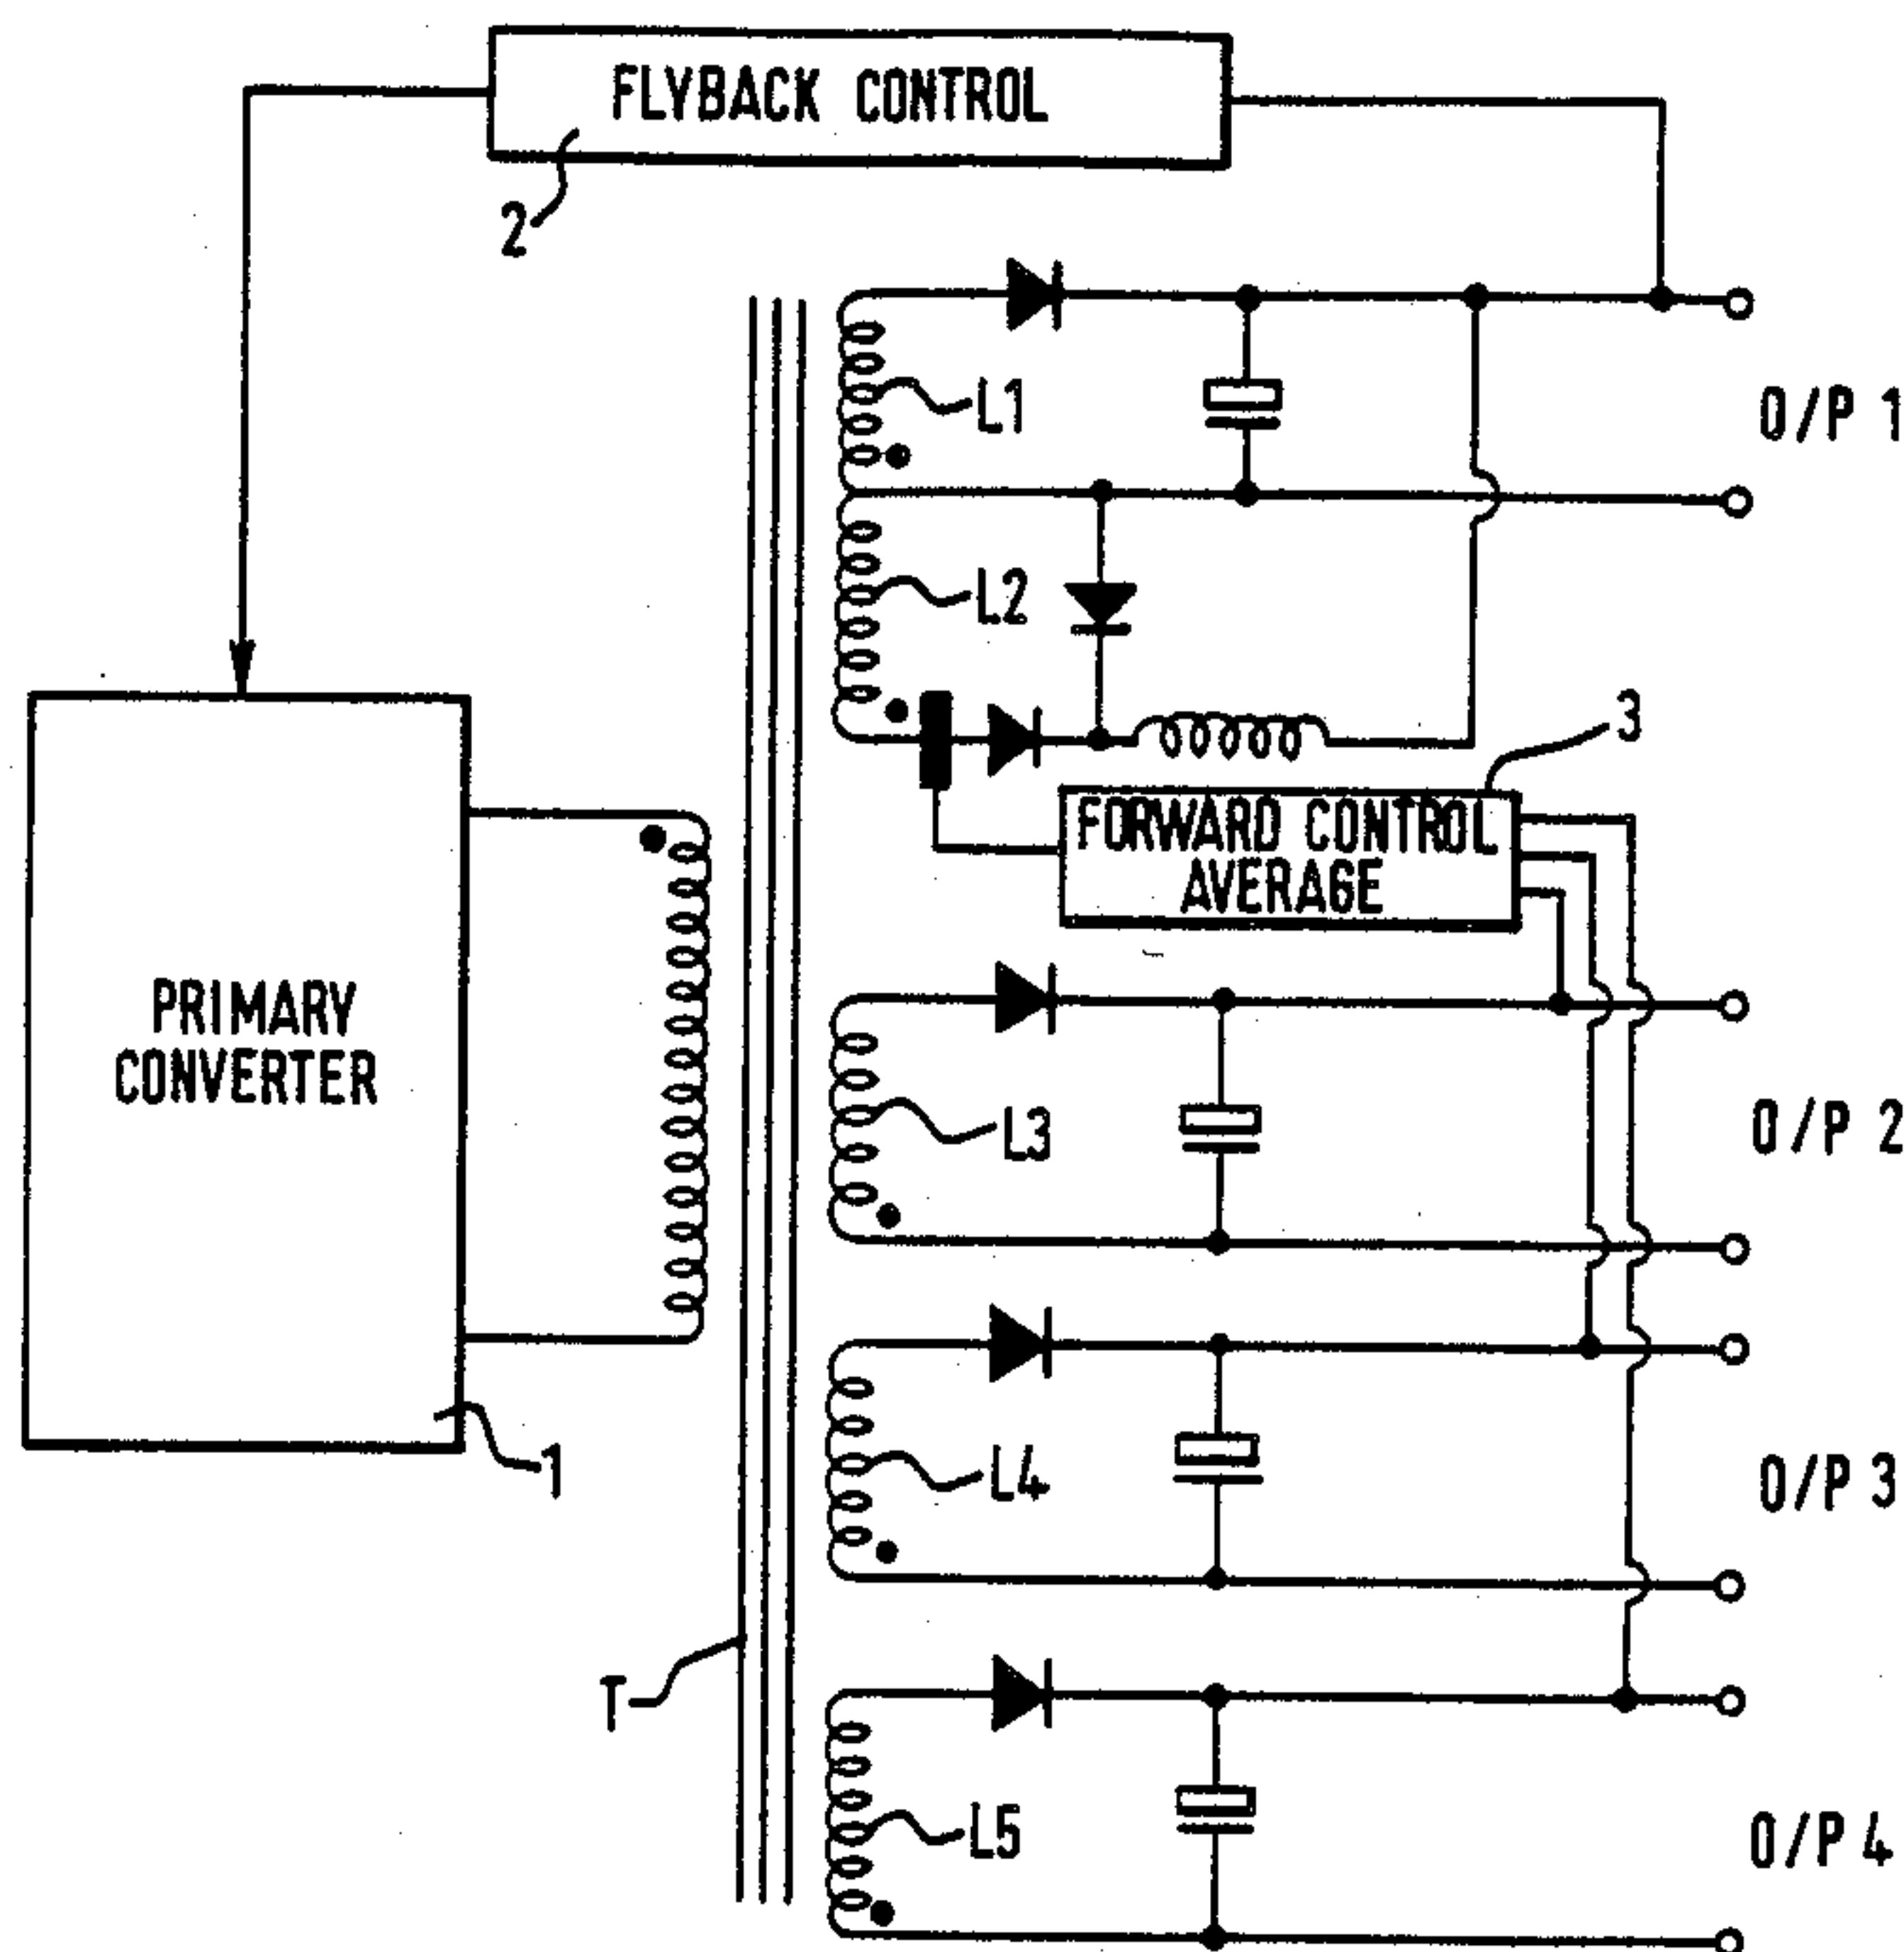 FLYBACK CONTROL
2
L1
O/P 1
L2
3
FORWARD CONTROL
AVERAGE
PRIMARY
CONVERTER
L3
O/P 2
L4
O/P 3
1
T
L5
O/P 4